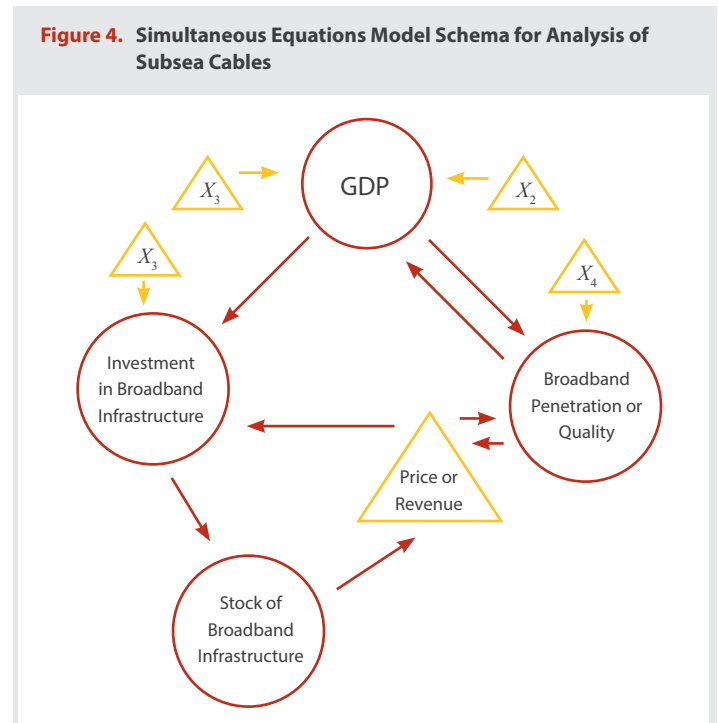 Figure 4. Simultaneous Equations Model Schema for Analysis of
Subsea Cables
GDP
X₃
X₂
X₃
X₄
Investment
in Broadband
Infrastructure
Broadband
Penetration or
Quality
Price or
Revenue
Stock of
Broadband
Infrastructure